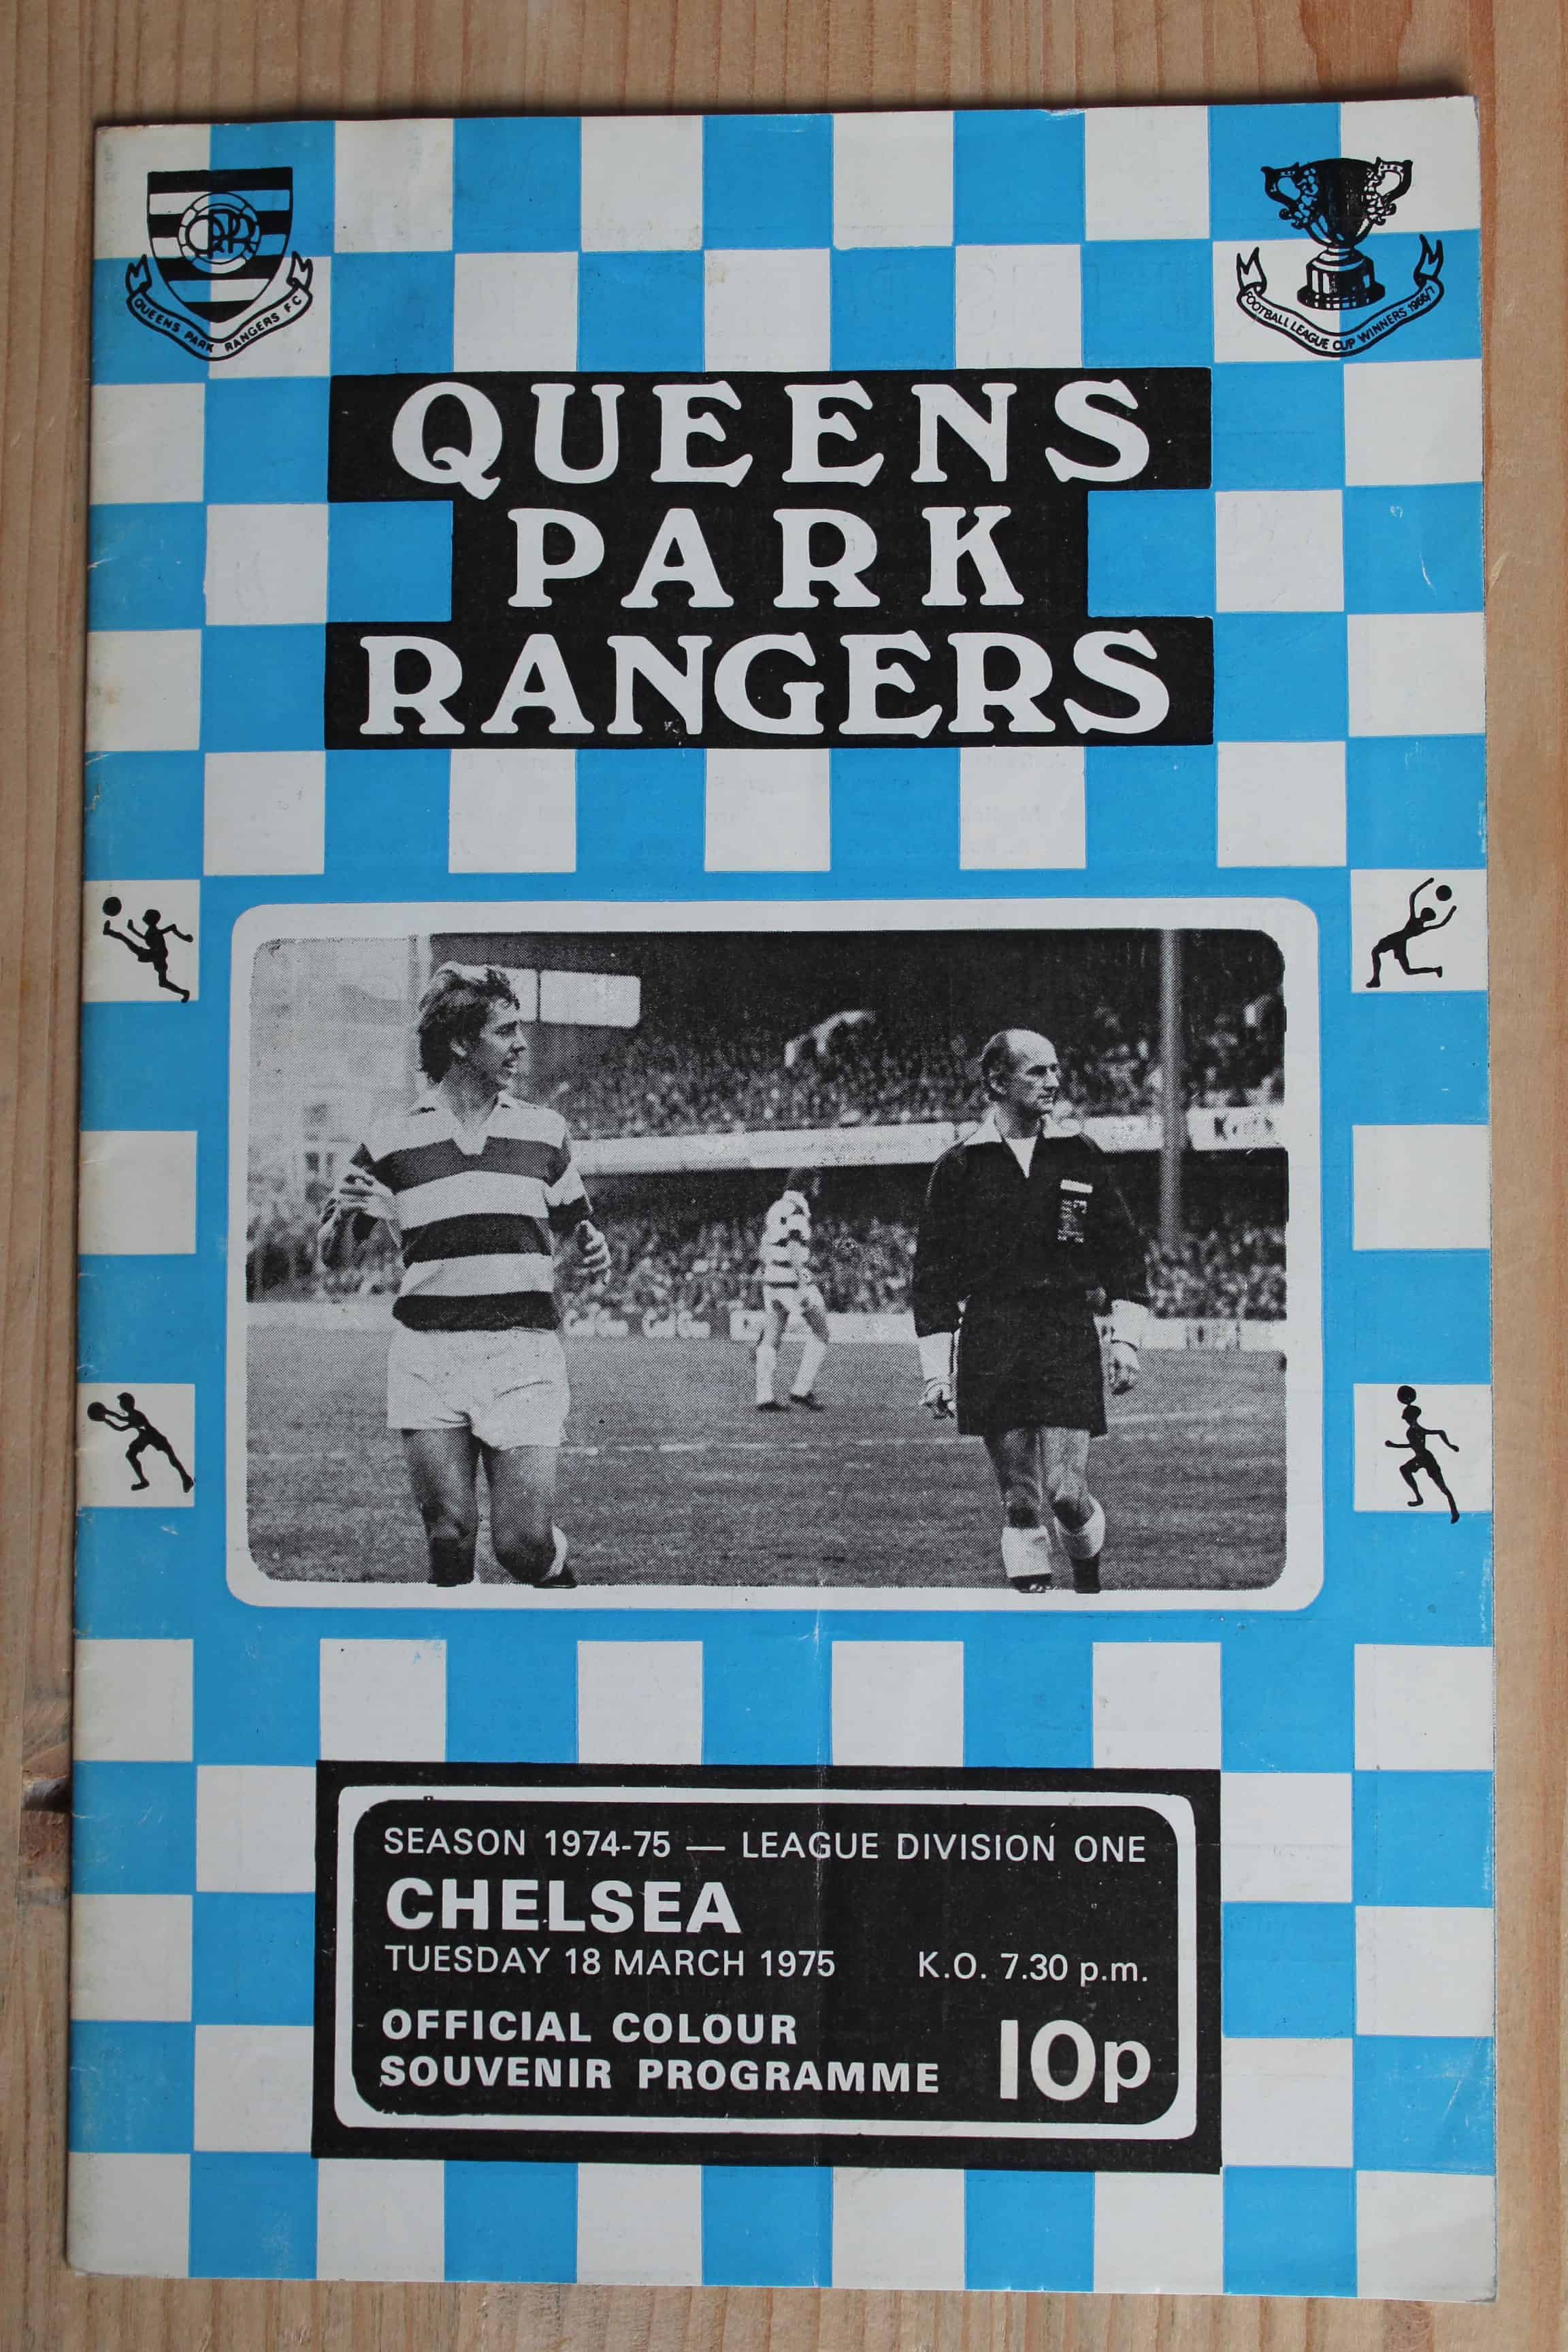 QUEENS PARK RANGERS F C
FOOTBALL LEAGUE CUP WINNERS 1966/7
QUEENS
PARK
RANGERS
SEASON 1974-75 — LEAGUE DIVISION ONE
CHELSEA
TUESDAY 18 MARCH 1975 K.O. 7.30 p.m.
OFFICIAL COLOUR
SOUVENIR PROGRAMME 10p